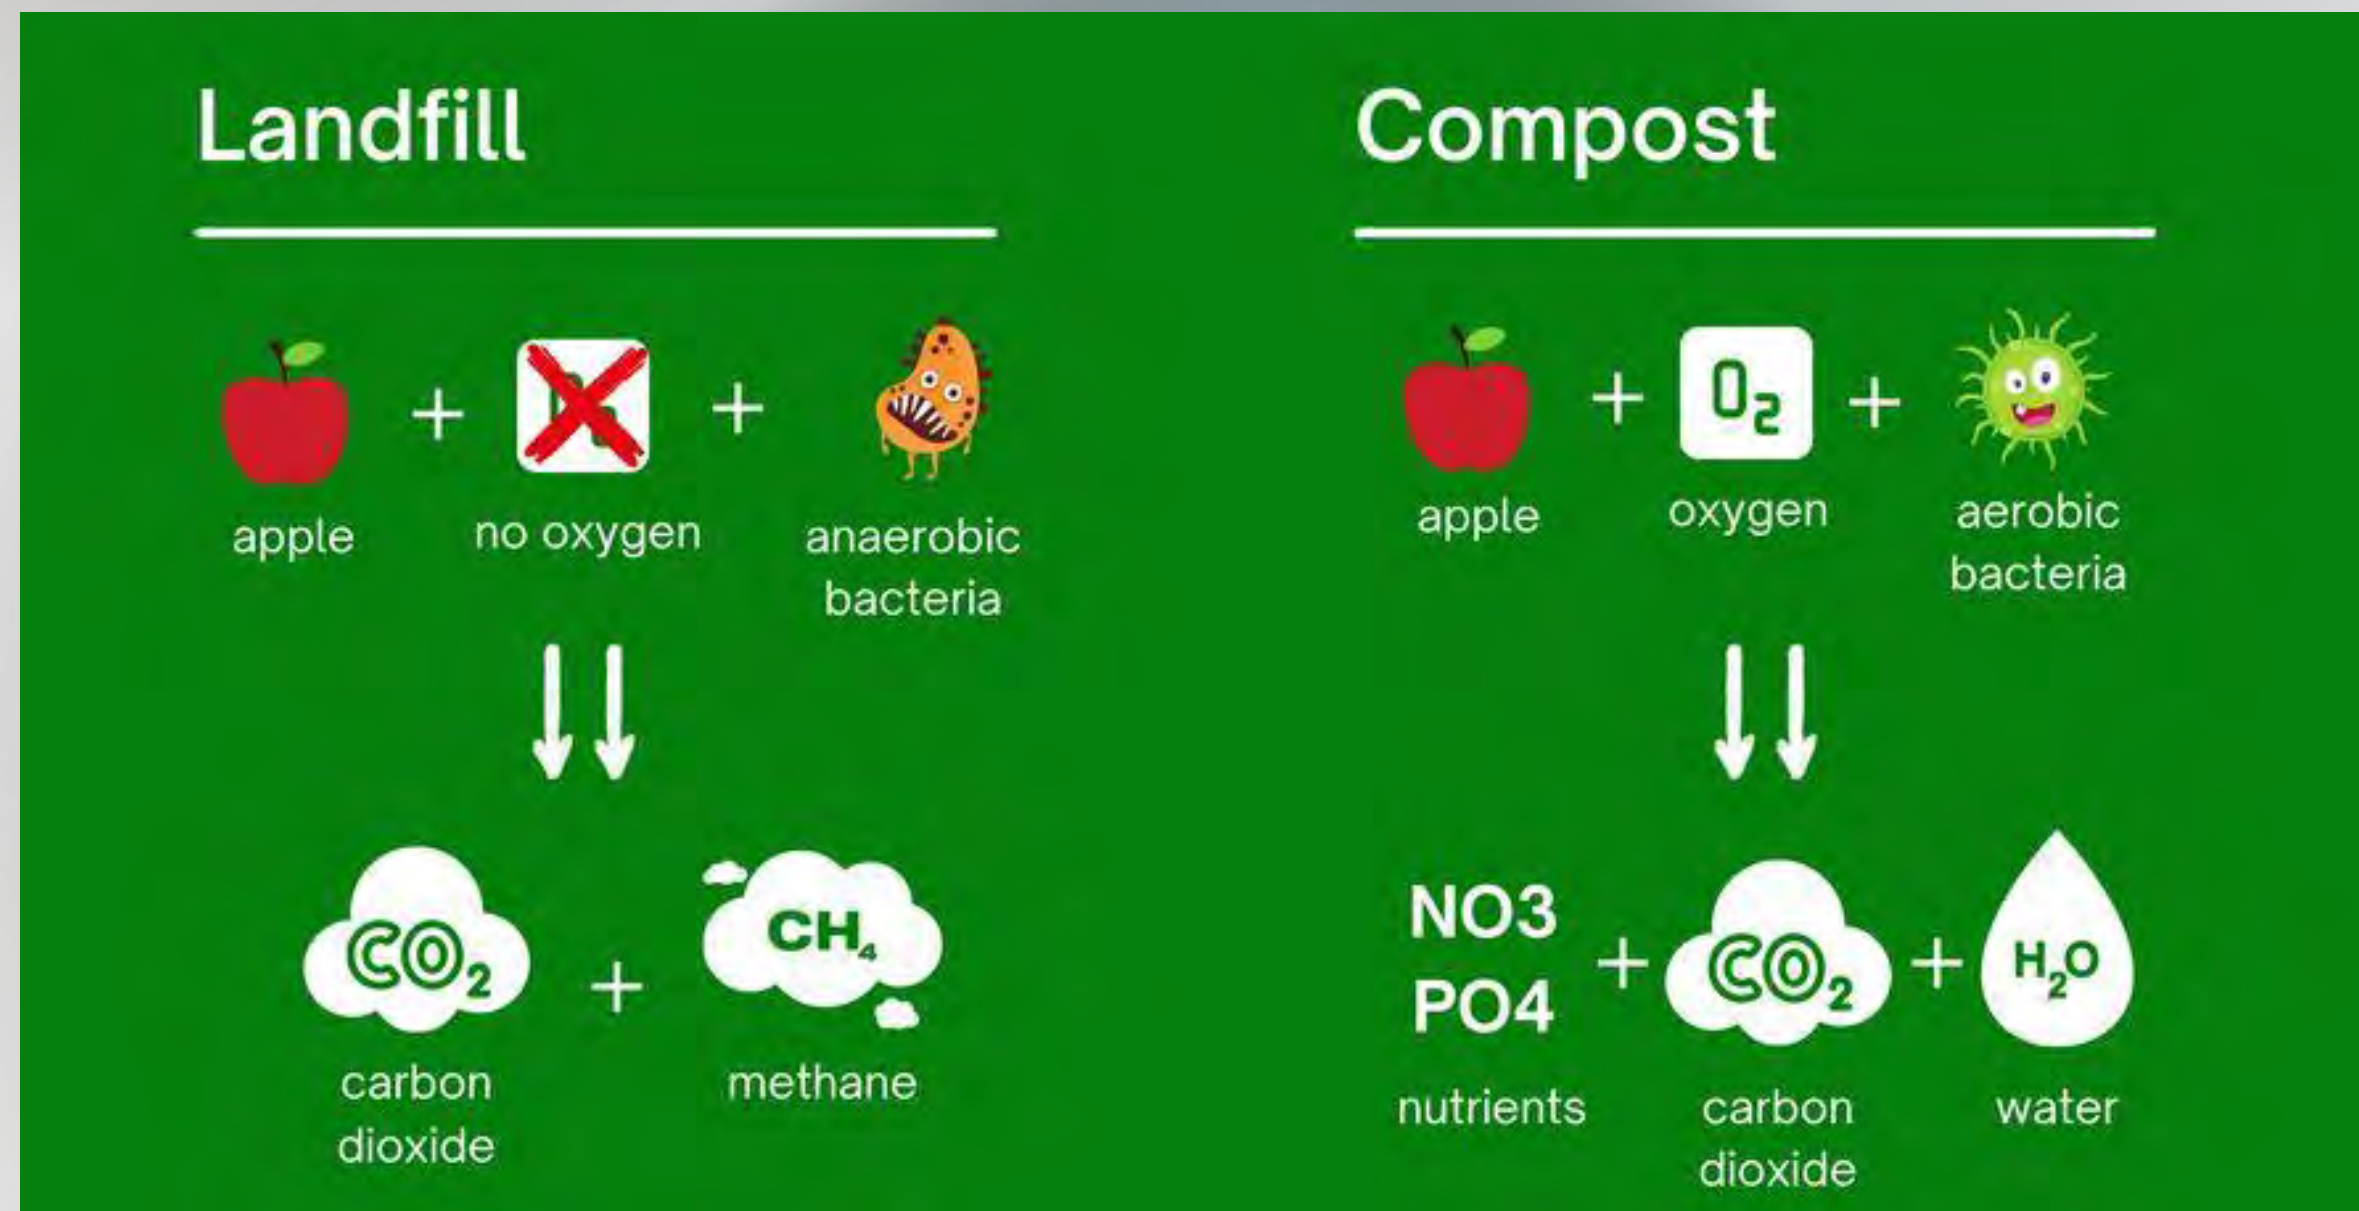 Landfill
apple
+
no oxygen
+
anaerobic
bacteria
CO₂
carbon
dioxide
+
CH₄
methane
Compost
apple
+
O₂
oxygen
+
aerobic
bacteria
NO3
PO4
nutrients
+
CO₂
carbon
dioxide
+
H₂O
water